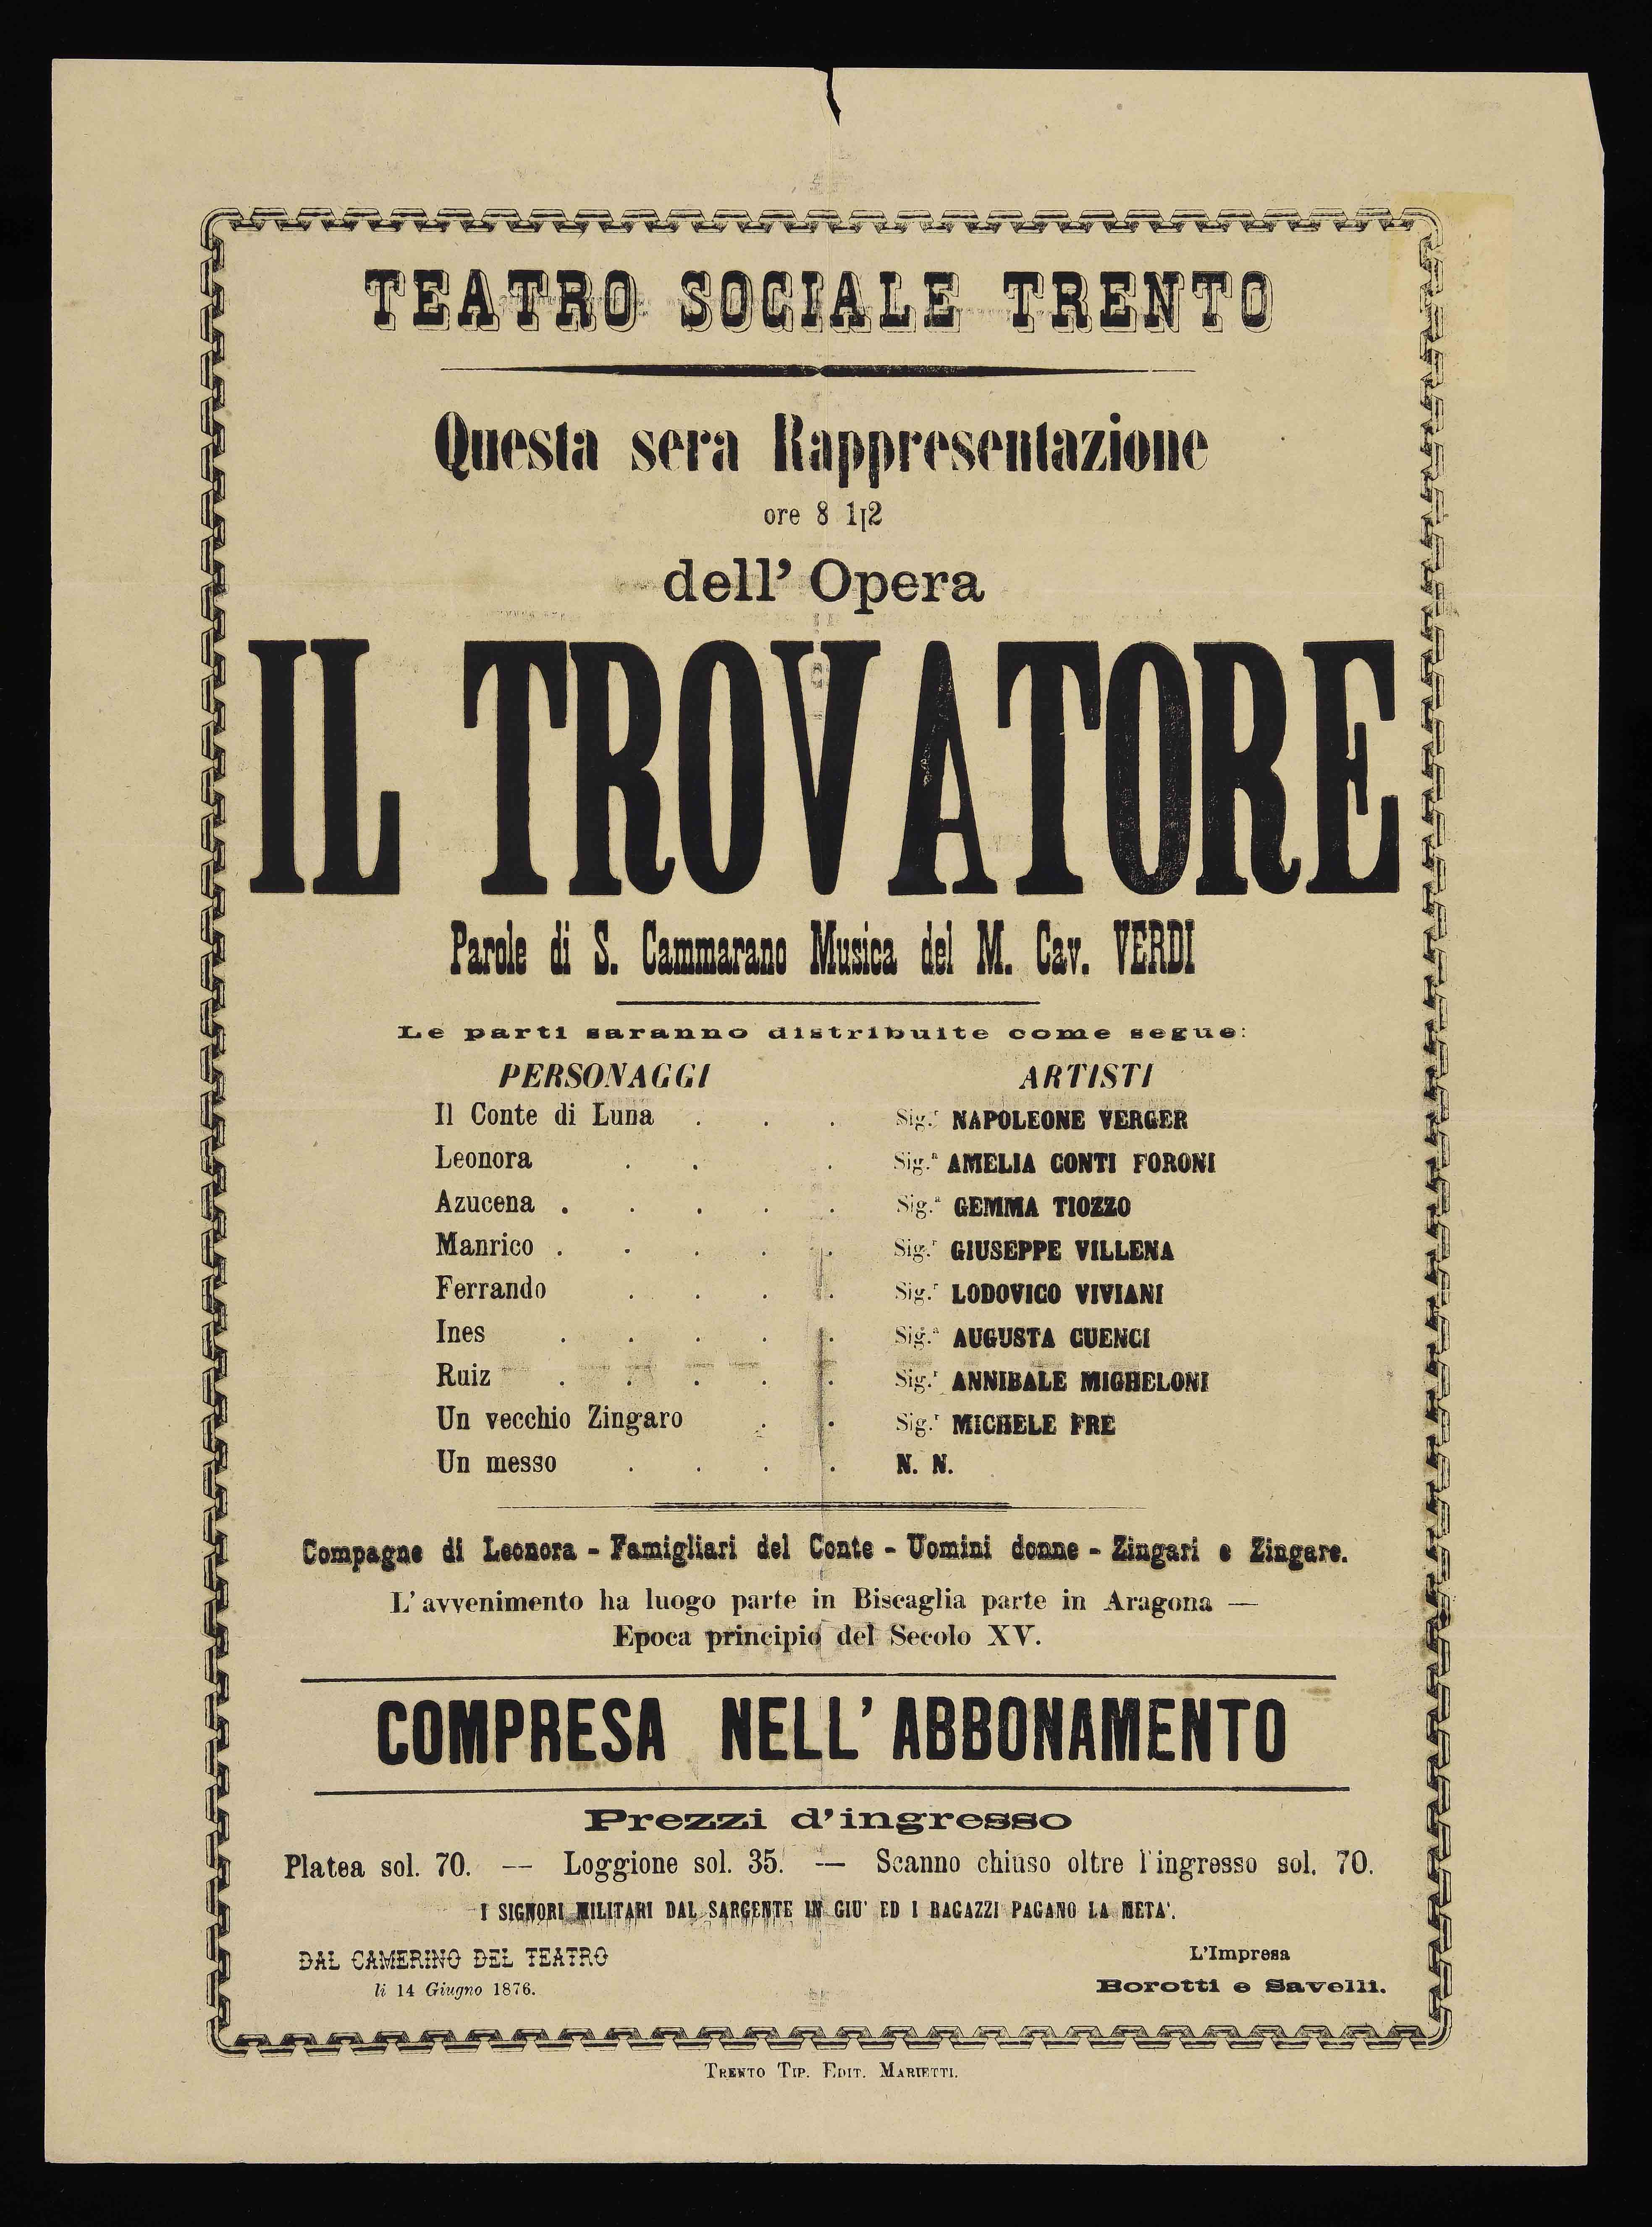 TEATRO SOCIALE TRENTO
Questa sera Rappresentazione
ore 8 1|2
dell' Opera
IL TROVATORE
Parole di S. Cammarano Musica del M. Cav. VERDI
Le parti saranno distribuite come segue:
PERSONAGGI ARTISTI
Il Conte di Luna . . . Sig.r NAPOLEONE VERGER
Leonora . . . Sig.a AMELIA CONTI FORONI
Azucena . . . . . Sig.a GEMMA TIOZZO
Manrico . . . . . Sig.r GIUSEPPE VILLENA
Ferrando . . . . Sig.r LODOVICO VIVIANI
Ines . . . . . Sig.a AUGUSTA CUENCI
Ruiz . . . . . Sig.r ANNIBALE MIGHELONI
Un vecchio Zingaro . . Sig.r MICHELE FRE
Un messo . . . . N. N.
Compagne di Leonora - Famigliari del Conte - Uomini donne - Zingari e Zingare.
L'avvenimento ha luogo parte in Biscaglia parte in Aragona —
Epoca principio del Secolo XV.
COMPRESA NELL' ABBONAMENTO
Prezzi d'ingresso
Platea sol. 70. — Loggione sol. 35. — Scanno chiuso oltre l'ingresso sol. 70.
I SIGNORI MILITARI DAL SARGENTE IN GIU' ED I RAGAZZI PAGANO LA META'.
DAL CAMERINO DEL TEATRO
li 14 Giugno 1876.
L'Impresa
Borotti e Savelli.
TRENTO TIP. EDIT. MARIETTI.